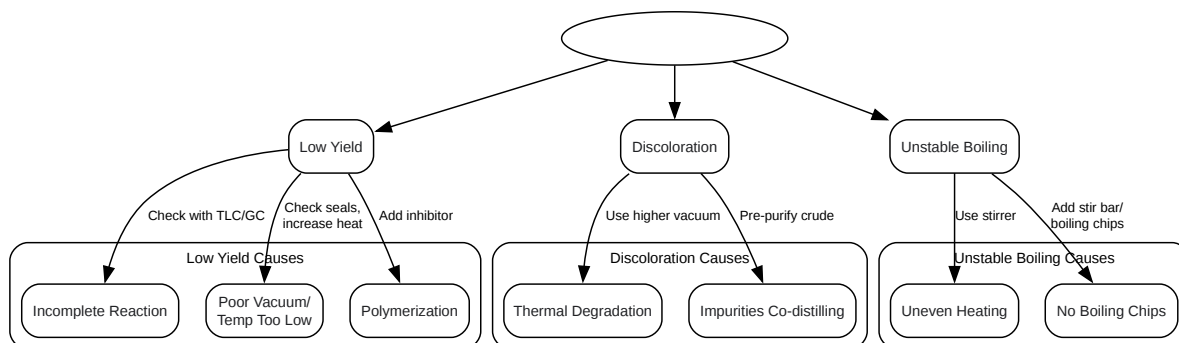 Low Yield
Discoloration
Unstable Boiling
Check with TLC/GC
Check seals,
increase heat
Add inhibitor
Use higher vacuum
Pre-purify crude
Use stirrer
Add stir bar/
boiling chips
Low Yield Causes
Discoloration Causes
Unstable Boiling Causes
Incomplete Reaction
Poor Vacuum/
Temp Too Low
Polymerization
Thermal Degradation
Impurities Co-distilling
Uneven Heating
No Boiling Chips